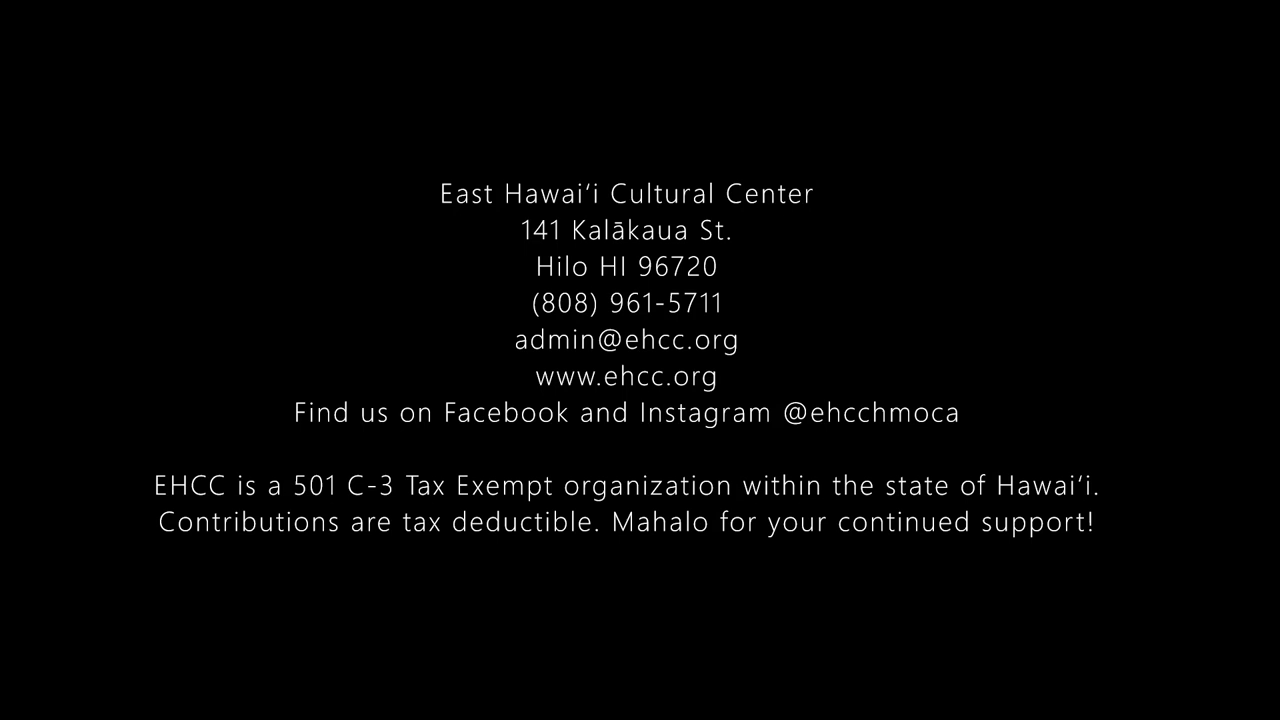 East Hawaiʻi Cultural Center
141 Kalākaua St.
Hilo HI 96720
(808) 961-5711
admin@ehcc.org
www.ehcc.org
Find us on Facebook and Instagram @ehcchmoca
EHCC is a 501 C-3 Tax Exempt organization within the state of Hawaiʻi.
Contributions are tax deductible. Mahalo for your continued support!